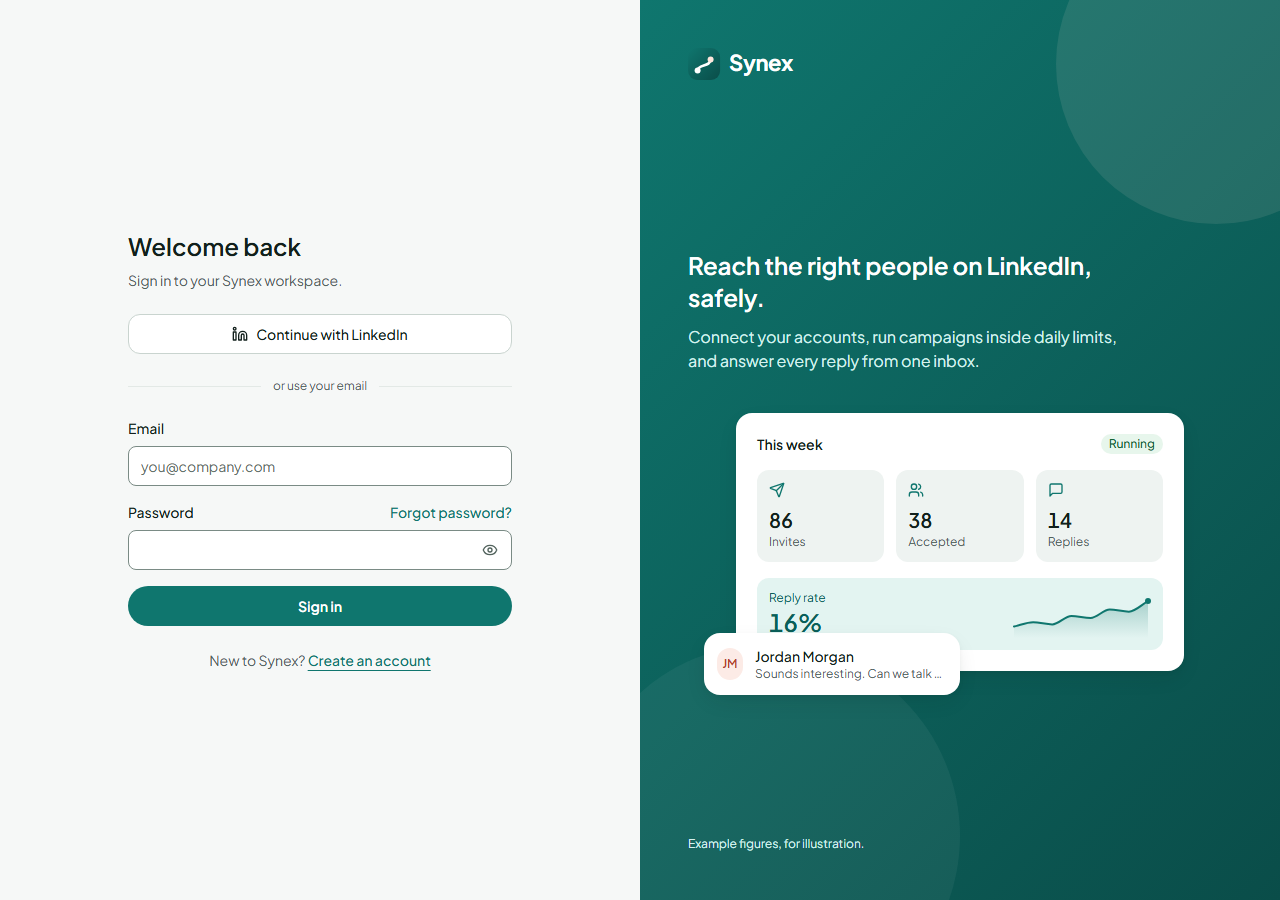 Welcome back
Sign in to your Synex workspace.
Continue with LinkedIn
or use your email
Email
you@company.com
Password
Forgot password?
Sign in
New to Synex? Create an account
Synex
Reach the right people on LinkedIn,
safely.
Connect your accounts, run campaigns inside daily limits,
and answer every reply from one inbox.
This week
Running
86
Invites
38
Accepted
14
Replies
Reply rate
16%
JM
Jordan Morgan
Sounds interesting. Can we talk ...
Example figures, for illustration.